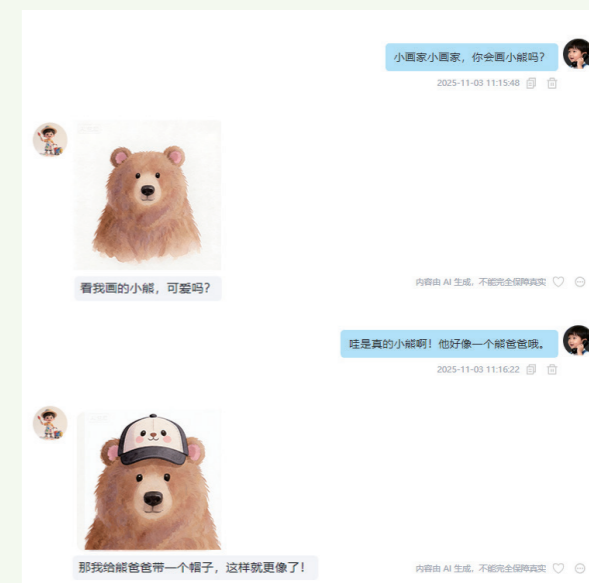 小画家小画家，你会画小熊吗？
2025-11-03 11:15:48
看我画的小熊，可爱吗？
内容由 AI 生成，不能完全保障真实
哇是真的小熊啊！他好像一个熊爸爸哦。
2025-11-03 11:16:22
那我给熊爸爸带一个帽子，这样就更像了！
内容由 AI 生成，不能完全保障真实